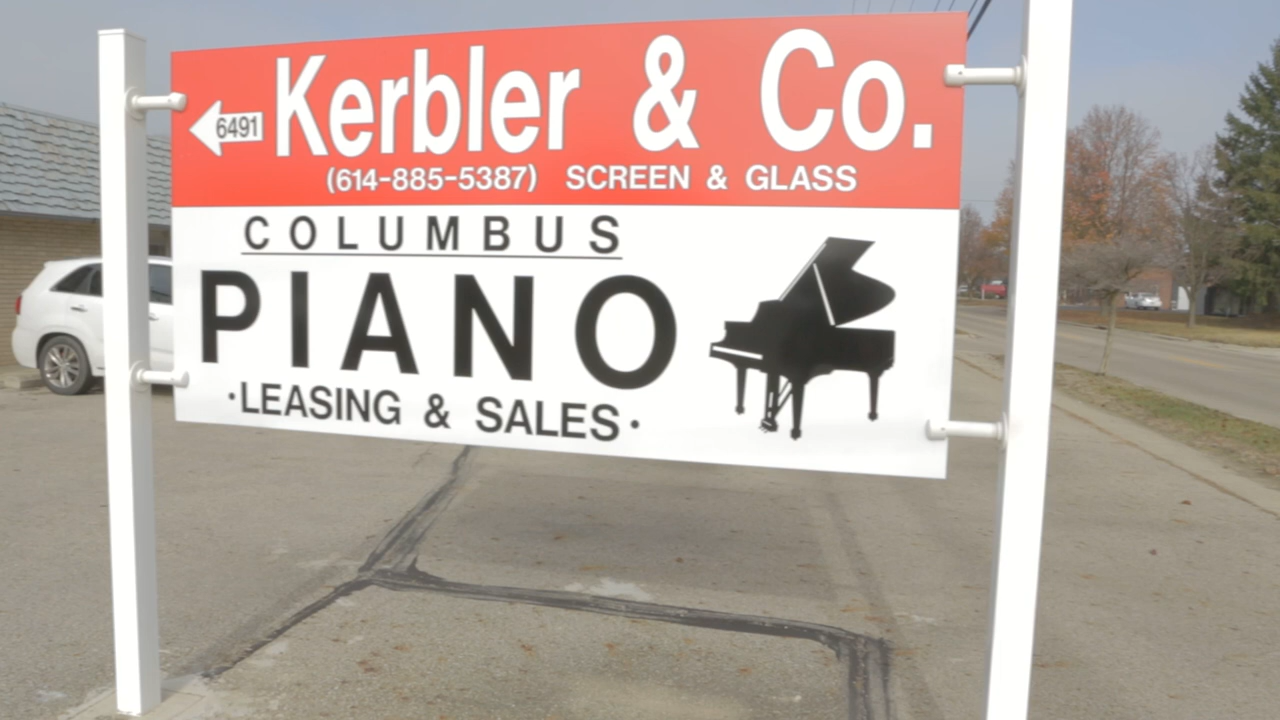 Kerbler & Co.
6491
(614-885-5387) SCREEN & GLASS
COLUMBUS
PIANO
·LEASING & SALES·